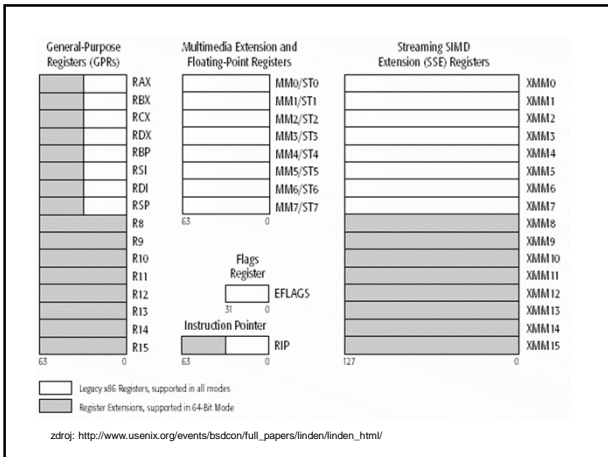 General-Purpose
Registers (GPRs)
RAX
RBX
RCX
RDX
RBP
RSI
RDI
RSP
R8
R9
R10
R11
R12
R13
R14
R15
63 0
Multimedia Extension and
Floating-Point Registers
MM0/ST0
MM1/ST1
MM2/ST2
MM3/ST3
MM4/ST4
MM5/ST5
MM6/ST6
MM7/ST7
63 0
Flags
Register
EFLAGS
31 0
Instruction Pointer
RIP
63 0
Streaming SIMD
Extension (SSE) Registers
XMM0
XMM1
XMM2
XMM3
XMM4
XMM5
XMM6
XMM7
XMM8
XMM9
XMM10
XMM11
XMM12
XMM13
XMM14
XMM15
127 0
Legacy x86 Registers, supported in all modes
Register Extensions, supported in 64-Bit Mode
zdroj: http://www.usenix.org/events/bsdcon/full_papers/linden/linden_html/